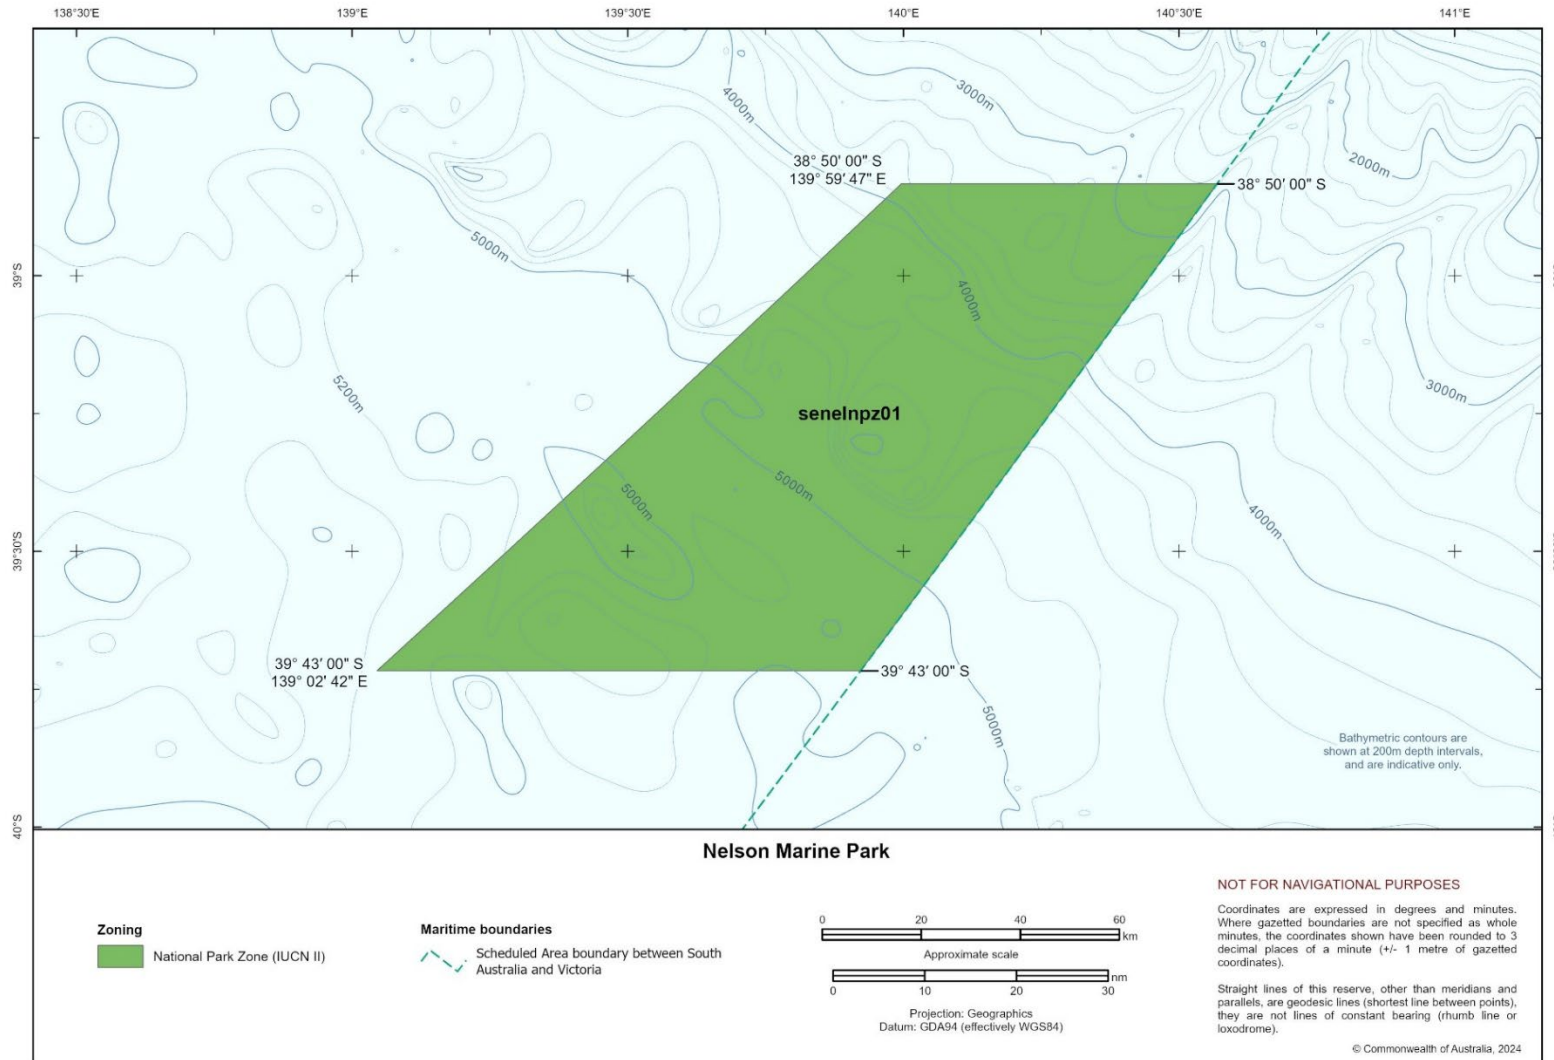 138°30'E
139°E
139°30'E
140°E
140°30'E
141°E
4000m
3000m
2000m
38° 50' 00" S
139° 59' 47" E
38° 50' 00" S
5000m
39°S
4000m
5200m
3000m
senelnpz01
5000m
5000m
4000m
39°30'S
39° 43' 00" S
139° 02' 42" E
39° 43' 00" S
5000m
Bathymetric contours are
shown at 200m depth intervals,
and are indicative only.
40°S
Nelson Marine Park
Zoning
National Park Zone (IUCN II)
Maritime boundaries
Scheduled Area boundary between South
Australia and Victoria
0 20 40 60
km
Approximate scale
nm
0 10 20 30
Projection: Geographics
Datum: GDA94 (effectively WGS84)
NOT FOR NAVIGATIONAL PURPOSES
Coordinates are expressed in degrees and minutes.
Where gazetted boundaries are not specified as whole
minutes, the coordinates shown have been rounded to 3
decimal places of a minute (+/- 1 metre of gazetted
coordinates).
Straight lines of this reserve, other than meridians and
parallels, are geodesic lines (shortest line between points),
they are not lines of constant bearing (rhumb line or
loxodrome).
© Commonwealth of Australia, 2024